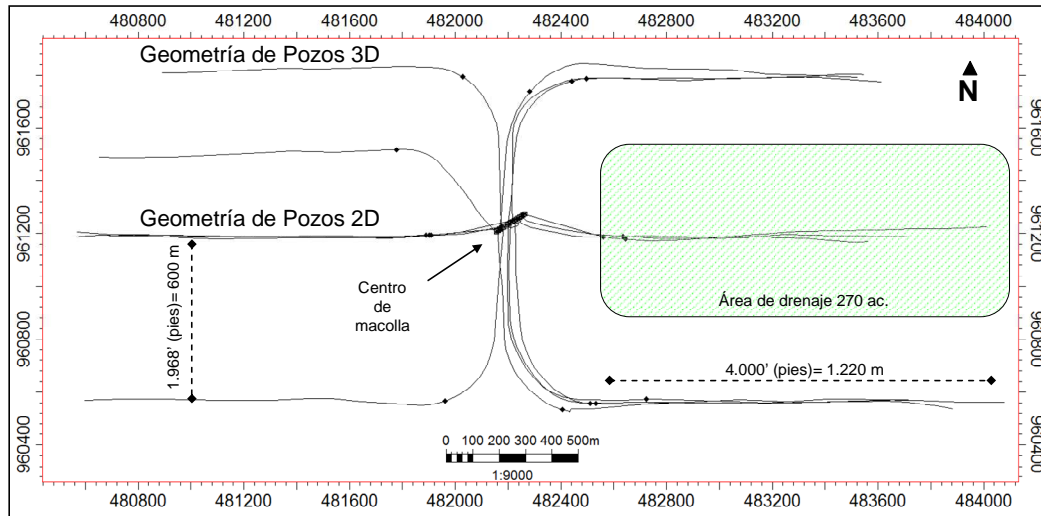 480800 481200 481600 482000 482400 482800 483200 483600 484000
Geometría de Pozos 3D
N
961600
961600
Geometría de Pozos 2D
961200
961200
1.968' (pies)= 600 m
Centro
de
macolla
Área de drenaje 270 ac.
960800
960800
4.000' (pies)= 1.220 m
960400
960400
0 100 200 300 400 500m
1:9000
480800 481200 481600 482000 482400 482800 483200 483600 484000